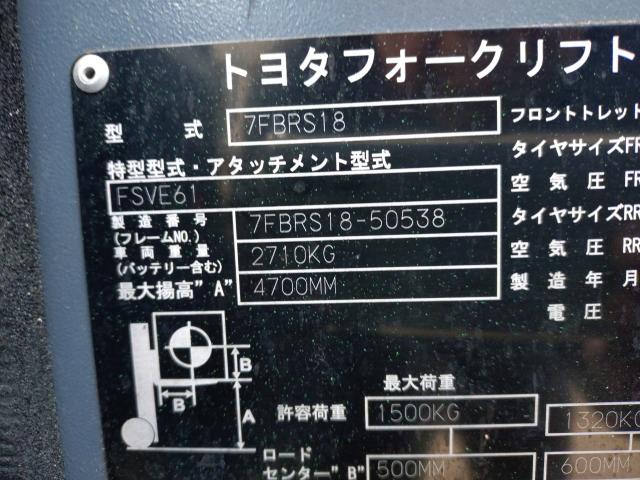 トヨタフォークリフト
型式 7FBRS18
特型型式・アタッチメント型式
FSVE61
製造番号
(フレームNO.) 7FBRS18-50538
車両重量
(バッテリー含む) 2710KG
最大揚高"A" 4700MM
フロントトレッド
タイヤサイズFR
空気圧 FR
タイヤサイズRR
空気圧 RR
製造年月
電圧
B
B
A
最大荷重
許容荷重 1500KG 1320KG
ロード
センター"B" 500MM 600MM